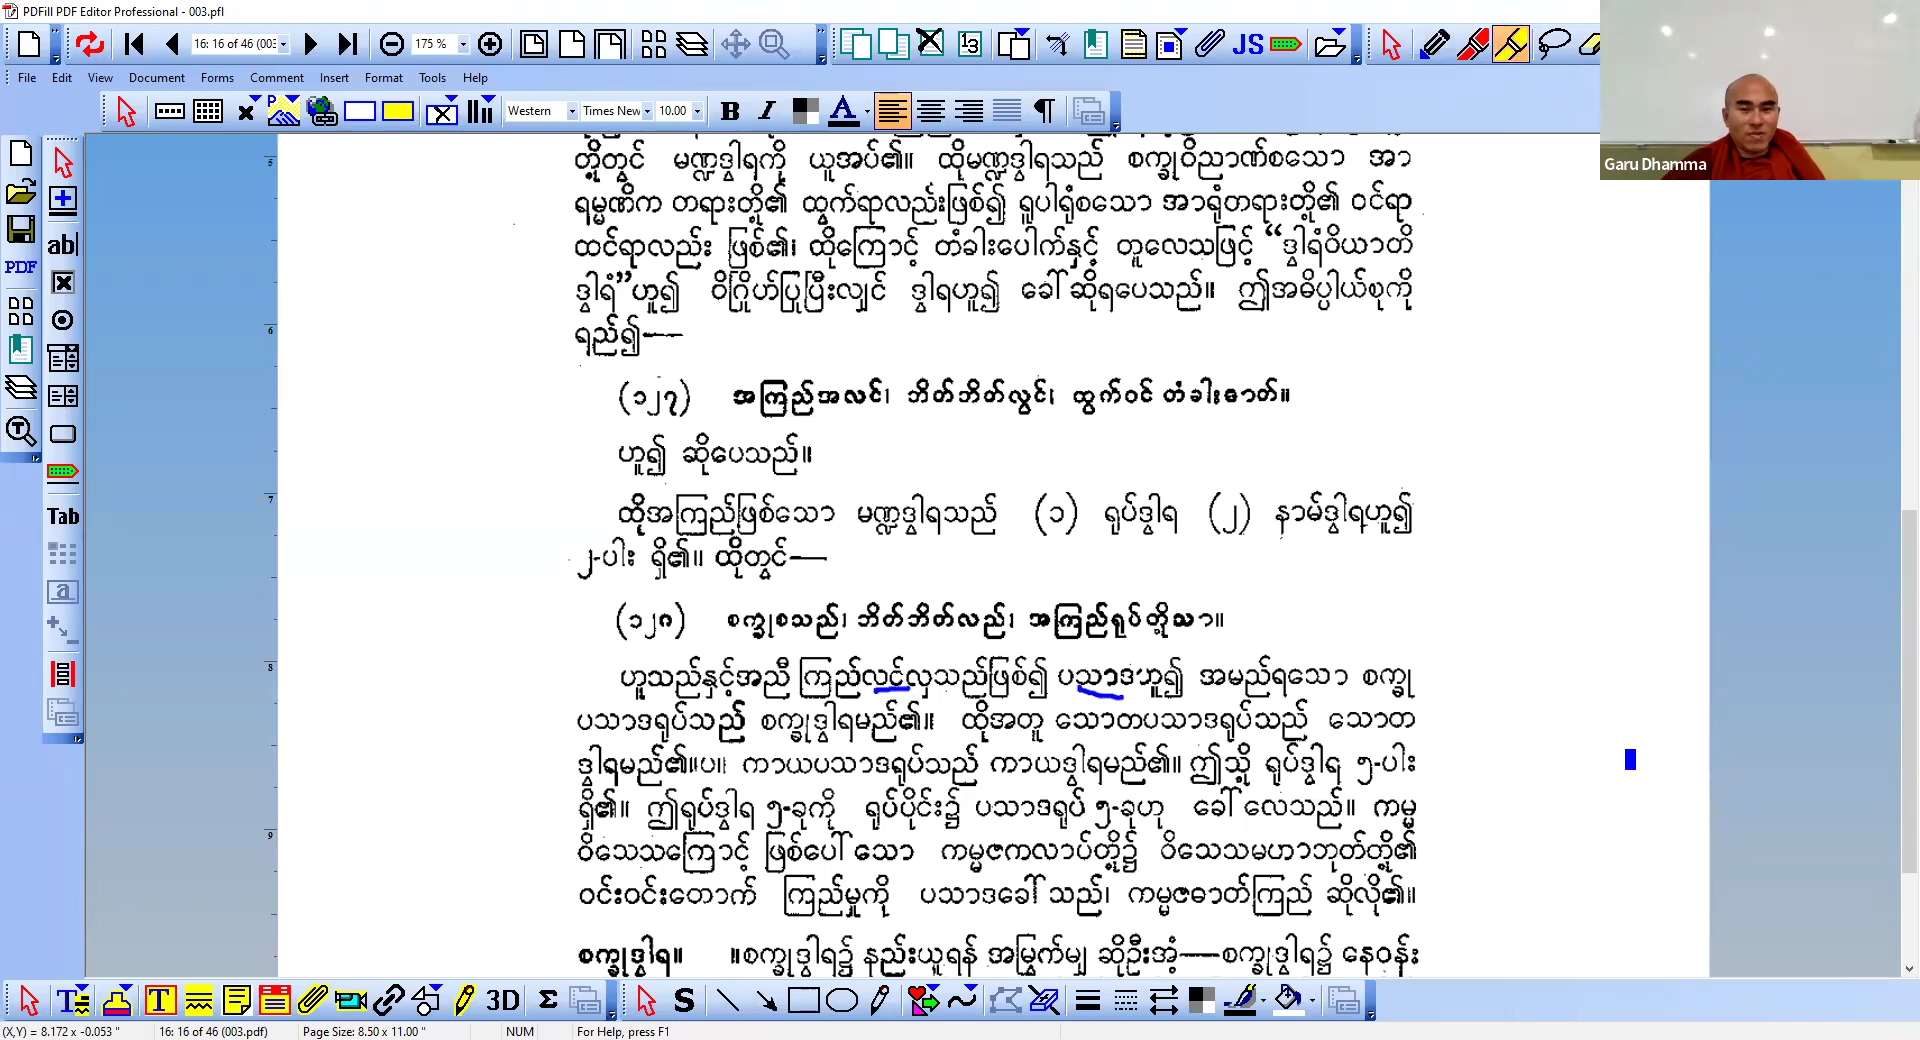 PDFill PDF Editor Professional - 003.pfl
16: 16 of 46 (003
175 %
JS
File Edit View Document Forms Comment Insert Format Tools Help
Western
Times New
10.00
B I A
Garu Dhamma
PDF
ab|
Tab
5
6
7
8
9
တို့တွင် မဏ္ဍဒွါရကို ယူအပ်၏။ ထိုမဏ္ဍဒွါရသည် စက္ခုဝိညာဏ်စသော အာ
ရမ္မဏိက တရားတို့၏ ထွက်ရာလည်းဖြစ်၍ ရူပါရုံစသော အာရုံတရားတို့၏ ဝင်ရာ
ထင်ရာလည်း ဖြစ်၏၊ ထို့ကြောင့် တံခါးပေါက်နှင့် တူလေသဖြင့် “ဒွါရံဝိယာတိ
ဒွါရံ”ဟူ၍ ဝိဂြိုဟ်ပြုပြီးလျှင် ဒွါရဟူ၍ ခေါ်ဆိုရပေသည်။ ဤအဓိပ္ပါယ်စုကို
ရည်၍—
(၁၂၇) အကြည်အလင်၊ ဘိတ်ဘိတ်လွင်၊ ထွက်ဝင် တံခါးဓာတ်။
ဟူ၍ ဆိုပေသည်။
ထိုအကြည်ဖြစ်သော မဏ္ဍဒွါရသည် (၁) ရုပ်ဒွါရ (၂) နာမ်ဒွါရဟူ၍
၂-ပါး ရှိ၏။ ထိုတွင်—
(၁၂၈) စက္ခုစသည်၊ ဘိတ်ဘိတ်လည်၊ အကြည်ရုပ်တို့သာ။
ဟူသည်နှင့်အညီ ကြည်လင်လှသည်ဖြစ်၍ ပသာဒဟူ၍ အမည်ရသော စက္ခု
ပသာဒရုပ်သည် စက္ခုဒွါရမည်၏။ ထိုအတူ သောတပသာဒရုပ်သည် သောတ
ဒွါရမည်၏။ပ။ ကာယပသာဒရုပ်သည် ကာယဒွါရမည်၏။ ဤသို့ ရုပ်ဒွါရ ၅-ပါး
ရှိ၏။ ဤရုပ်ဒွါရ ၅-ခုကို ရုပ်ပိုင်း၌ ပသာဒရုပ် ၅-ခုဟု ခေါ်လေသည်။ ကမ္မ
ဝိသေသကြောင့် ဖြစ်ပေါ်သော ကမ္မဇကလာပ်တို့၌ ဝိသေသမဟာဘုတ်တို့၏
ဝင်းဝင်းတောက် ကြည်မှုကို ပသာဒခေါ်သည်၊ ကမ္မဇဓာတ်ကြည် ဆိုလို၏။
စက္ခုဒွါရ။ ။စက္ခုဒွါရ၌ နည်းယူရန် အမြွက်မျှ ဆိုဦးအံ့—စက္ခုဒွါရ၌ နေဝန်း
T T 3D Σ S
(X,Y) = 8.172 x -0.053 " 16: 16 of 46 (003.pdf) Page Size: 8.50 x 11.00 " NUM For Help, press F1